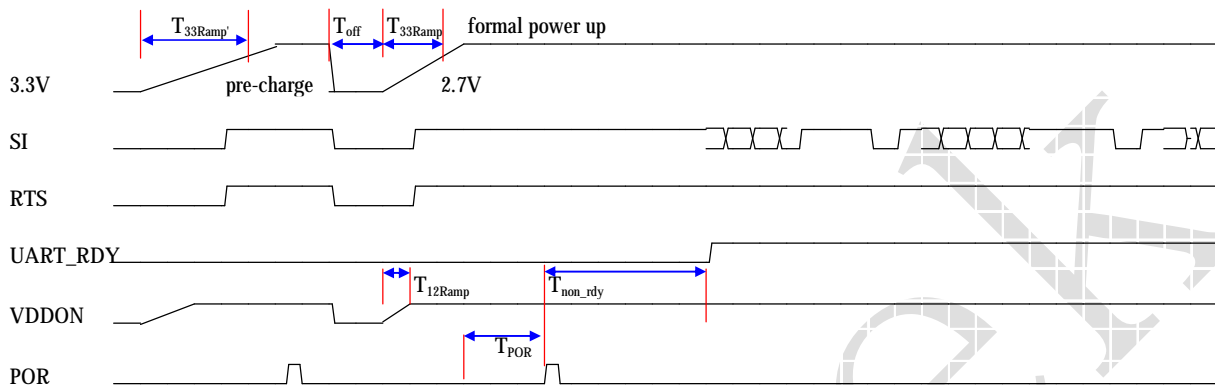 T33Ramp' Toff T33Ramp formal power up
3.3V pre-charge 2.7V
SI
RTS
UART_RDY
T12Ramp Tnon_rdy
VDDON
TPOR
POR